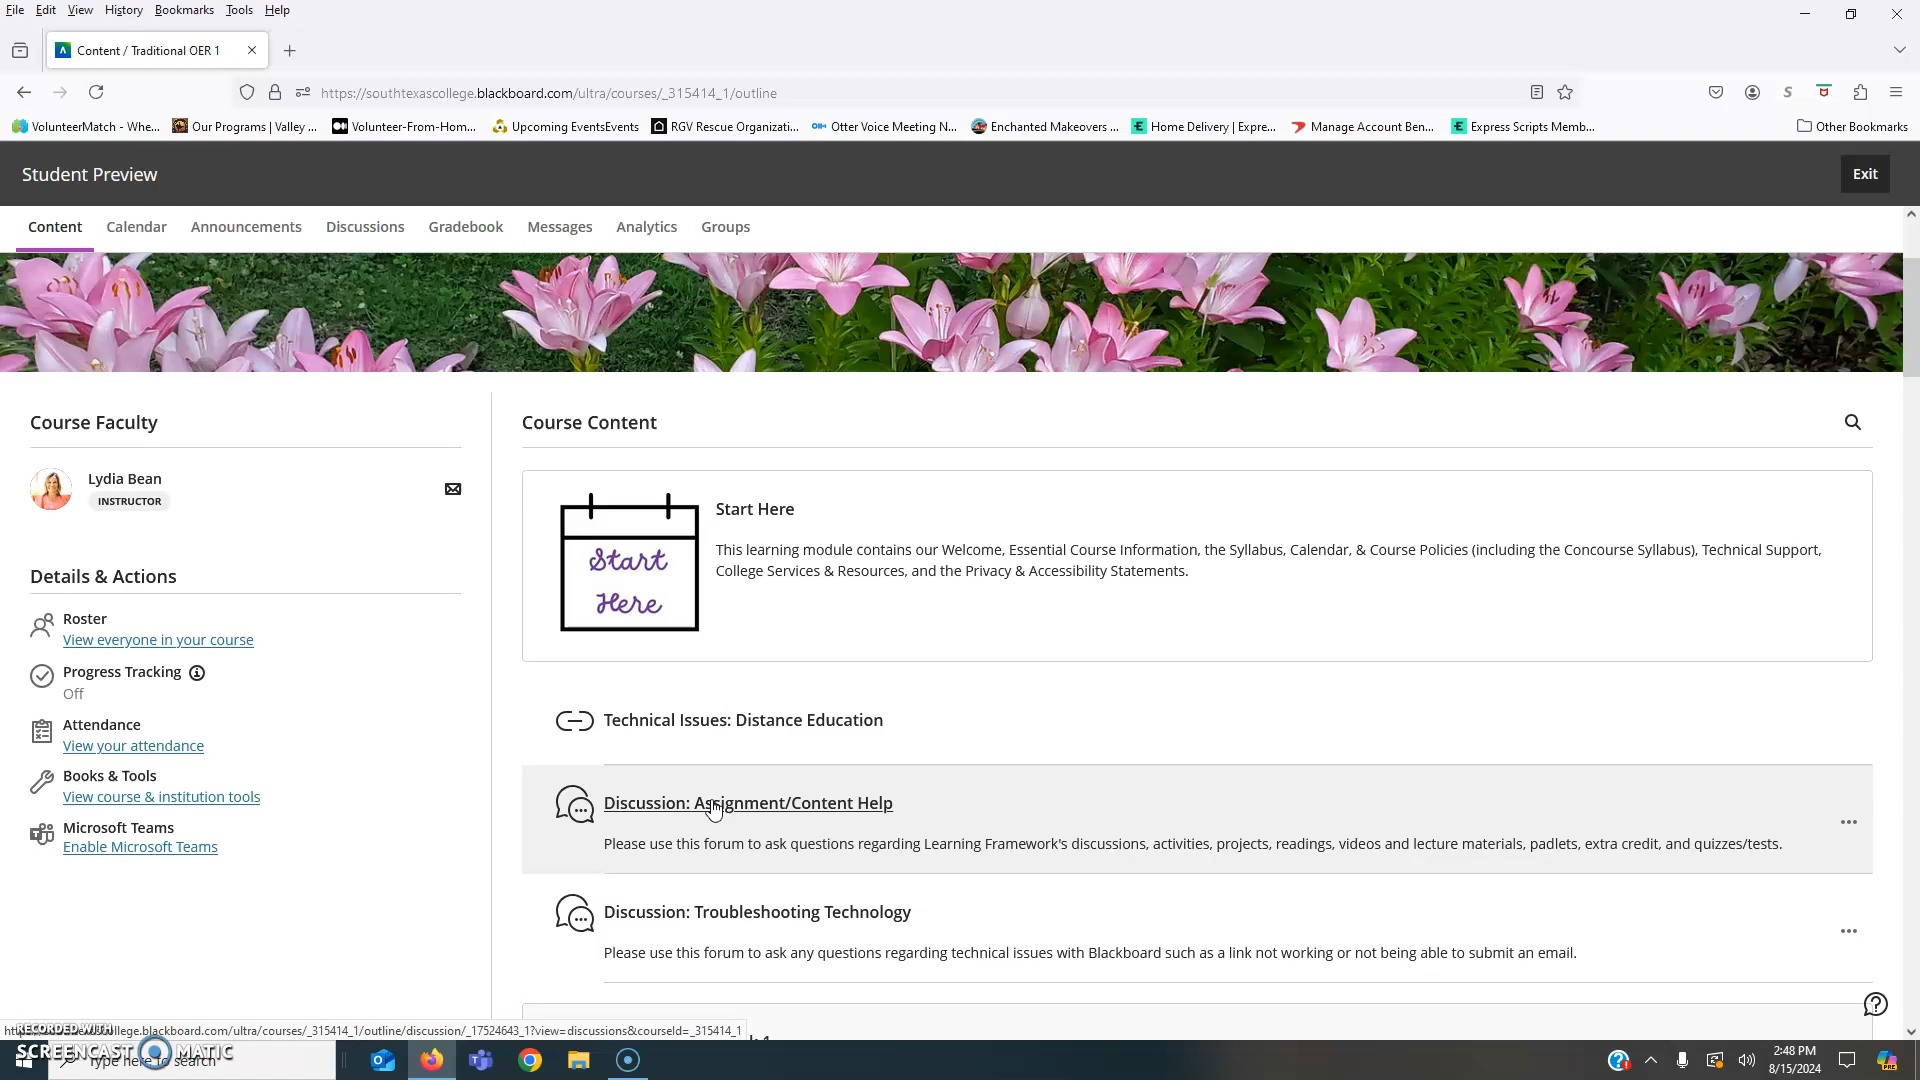 File Edit View History Bookmarks Tools Help
Content / Traditional OER 1
https://southtexascollege.blackboard.com/ultra/courses/_315414_1/outline
VolunteerMatch - Whe... Our Programs | Valley ... Volunteer-From-Hom... Upcoming EventsEvents RGV Rescue Organizati... Otter Voice Meeting N... Enchanted Makeovers ... Home Delivery | Expre... Manage Account Ben... Express Scripts Memb... Other Bookmarks
Student Preview Exit
Content Calendar Announcements Discussions Gradebook Messages Analytics Groups
Course Faculty
Lydia Bean
INSTRUCTOR
Details & Actions
Roster
View everyone in your course
Progress Tracking
Off
Attendance
View your attendance
Books & Tools
View course & institution tools
Microsoft Teams
Enable Microsoft Teams
Course Content
Start
Here
Start Here
This learning module contains our Welcome, Essential Course Information, the Syllabus, Calendar, & Course Policies (including the Concourse Syllabus), Technical Support,
College Services & Resources, and the Privacy & Accessibility Statements.
Technical Issues: Distance Education
Discussion: Assignment/Content Help
Please use this forum to ask questions regarding Learning Framework's discussions, activities, projects, readings, videos and lecture materials, padlets, extra credit, and quizzes/tests.
Discussion: Troubleshooting Technology
Please use this forum to ask any questions regarding technical issues with Blackboard such as a link not working or not being able to submit an email.
college.blackboard.com/ultra/courses/_315414_1/outline/discussion/_17524643_1?view=discussions&courseId=_315414_1
RECORDED WITH
SCREENCAST MATIC
Type here to search
2:48 PM
8/15/2024